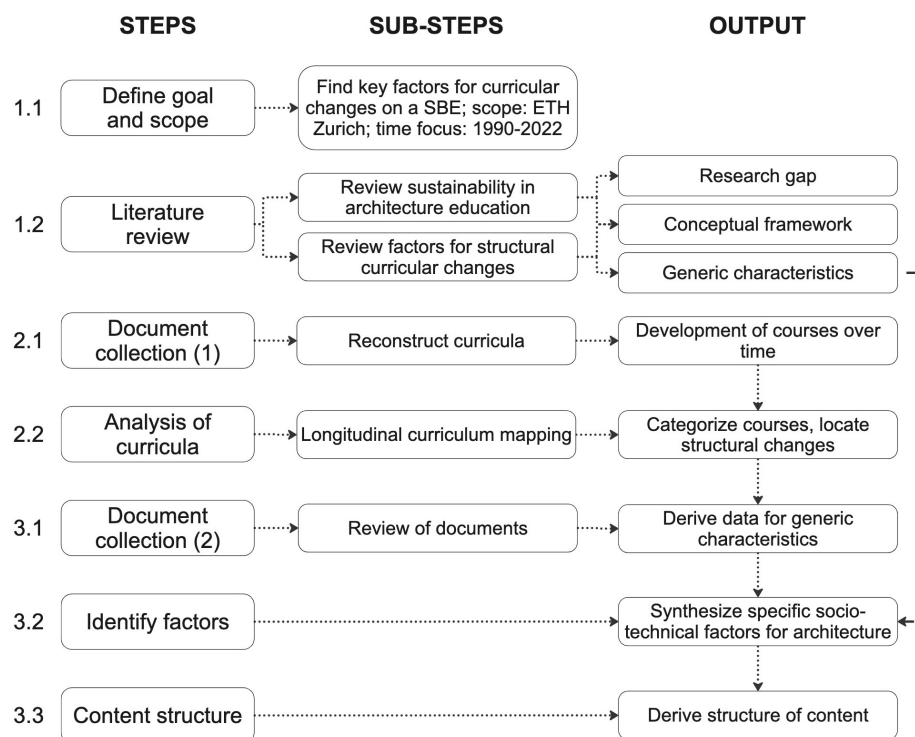 STEPS
SUB-STEPS
OUTPUT
1.1
Define goal
and scope
Find key factors for curricular
changes on a SBE; scope: ETH
Zurich; time focus: 1990-2022
1.2
Literature
review
Review sustainability in
architecture education
Review factors for structural
curricular changes
Research gap
Conceptual framework
Generic characteristics
2.1
Document
collection (1)
Reconstruct curricula
Development of courses over
time
2.2
Analysis of
curricula
Longitudinal curriculum mapping
Categorize courses, locate
structural changes
3.1
Document
collection (2)
Review of documents
Derive data for generic
characteristics
3.2
Identify factors
Synthesize specific socio-
technical factors for architecture
3.3
Content structure
Derive structure of content